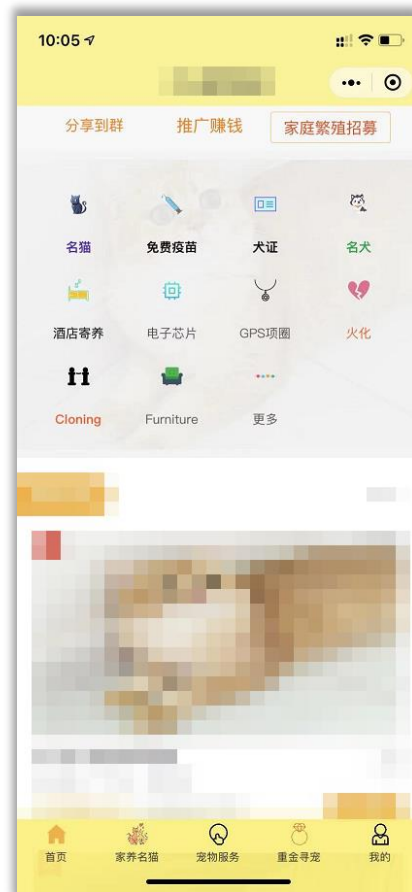 10:05
分享到群 推广赚钱 家庭繁殖招募
名猫 免费疫苗 犬证 名犬
酒店寄养 电子芯片 GPS项圈 火化
Cloning Furniture 更多
首页 家养名猫 宠物服务 重金寻宠 我的